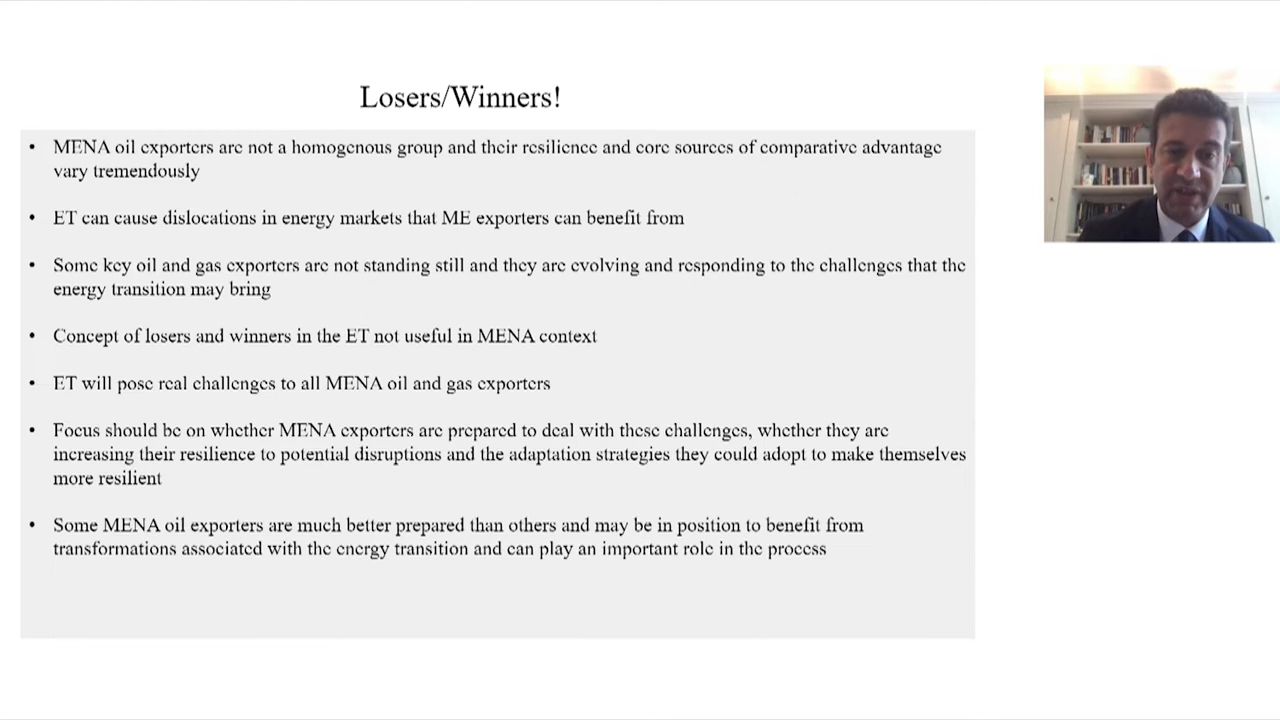 Losers/Winners!
• MENA oil exporters are not a homogenous group and their resilience and core sources of comparative advantage
vary tremendously
• ET can cause dislocations in energy markets that ME exporters can benefit from
• Some key oil and gas exporters are not standing still and they are evolving and responding to the challenges that the
energy transition may bring
• Concept of losers and winners in the ET not useful in MENA context
• ET will pose real challenges to all MENA oil and gas exporters
• Focus should be on whether MENA exporters are prepared to deal with these challenges, whether they are
increasing their resilience to potential disruptions and the adaptation strategies they could adopt to make themselves
more resilient
• Some MENA oil exporters are much better prepared than others and may be in position to benefit from
transformations associated with the energy transition and can play an important role in the process